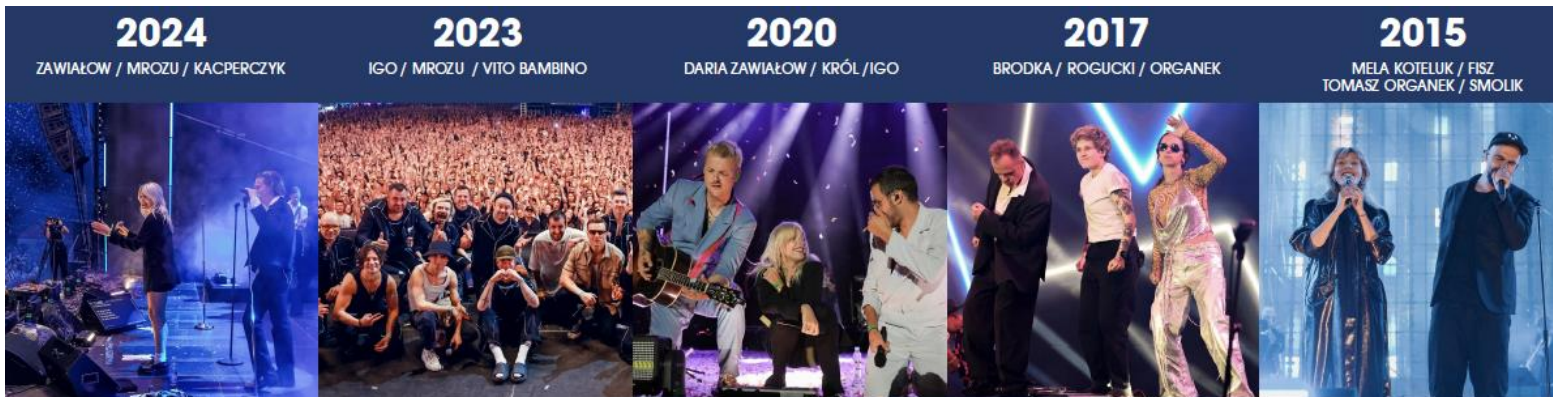 2024
ZAWIAŁOW / MROZU / KACPERCZYK
2023
IGO / MROZU / VITO BAMBINO
2020
DARIA ZAWIAŁOW / KRÓL /IGO
2017
BRODKA / ROGUCKI / ORGANEK
2015
MELA KOTELUK / FISZ
TOMASZ ORGANEK / SMOLIK